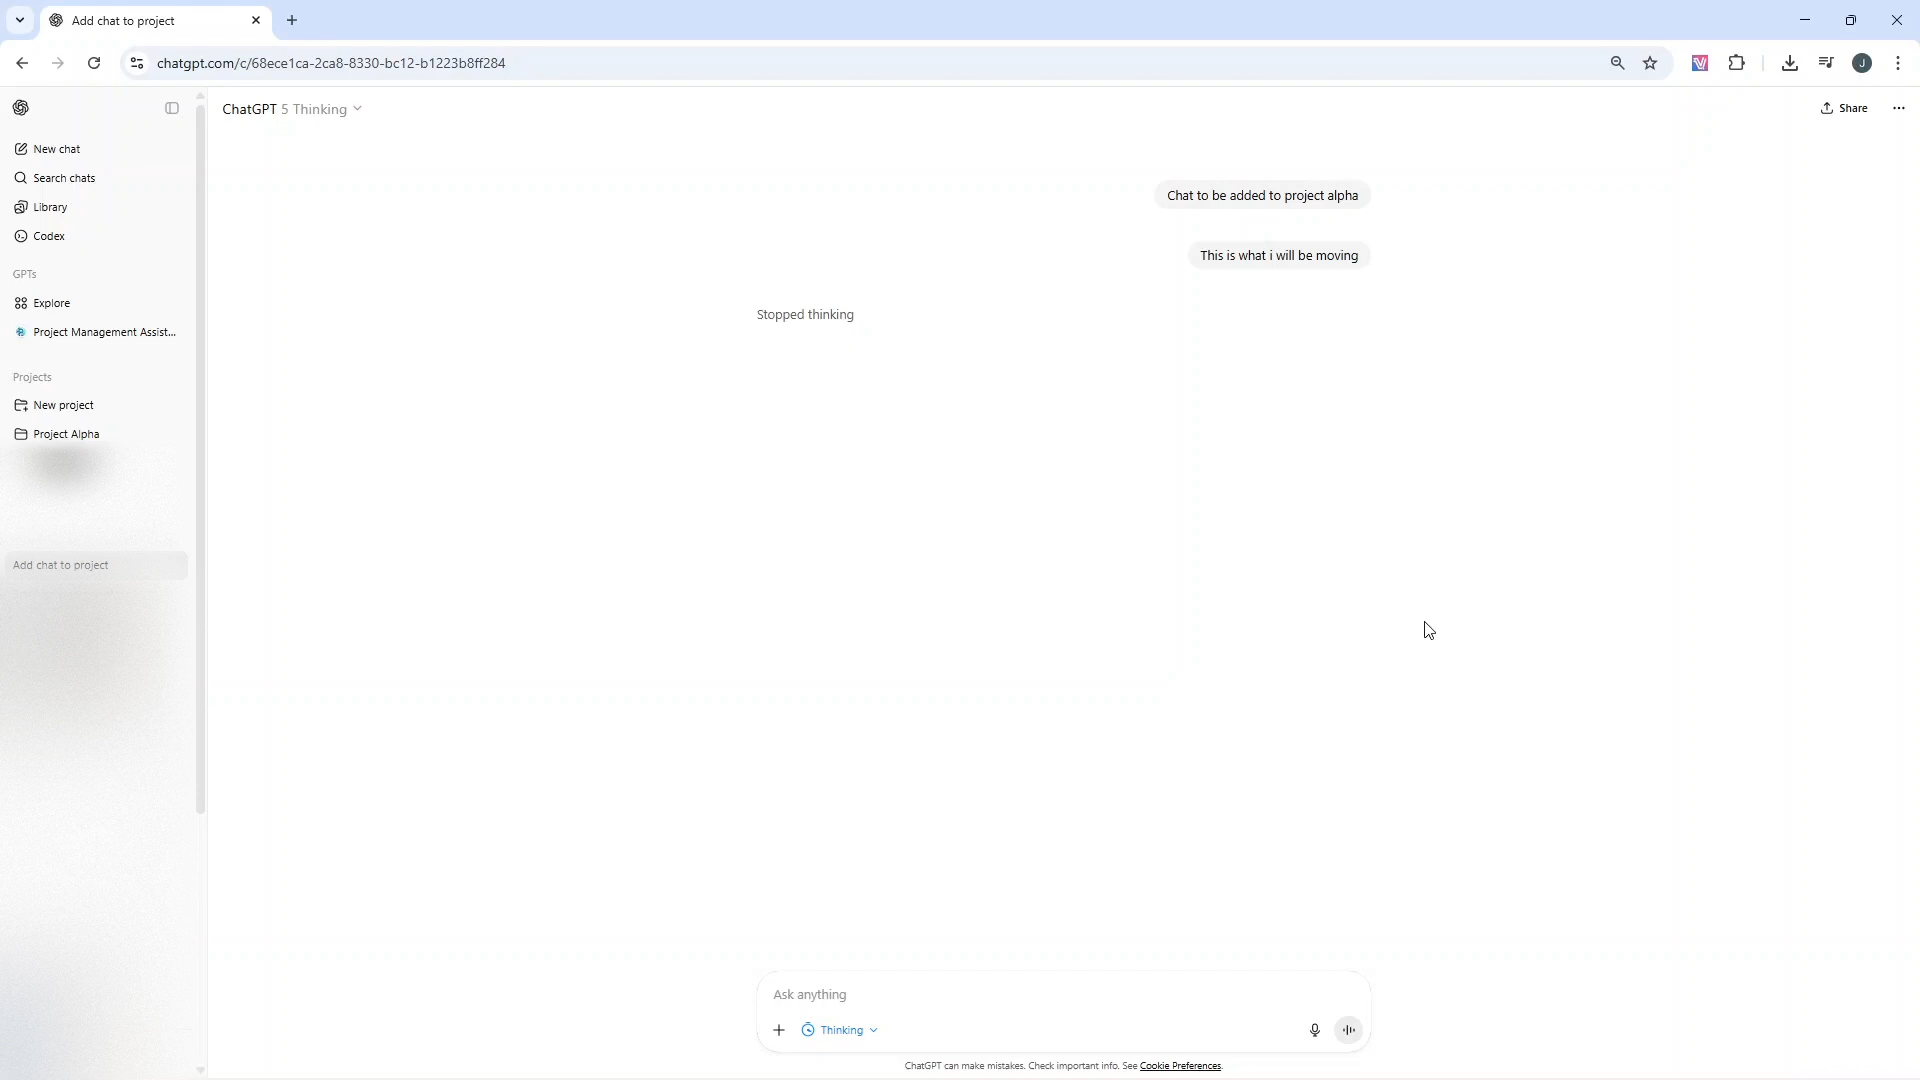 Add chat to project
chatgpt.com/c/68ece1ca-2ca8-8330-bc12-b1223b8ff284
J
ChatGPT 5 Thinking
Share
New chat
Search chats
Library
Codex
GPTs
Explore
Project Management Assist...
Projects
New project
Project Alpha
Add chat to project
Chat to be added to project alpha
This is what i will be moving
Stopped thinking
Ask anything
Thinking
ChatGPT can make mistakes. Check important info. See Cookie Preferences.